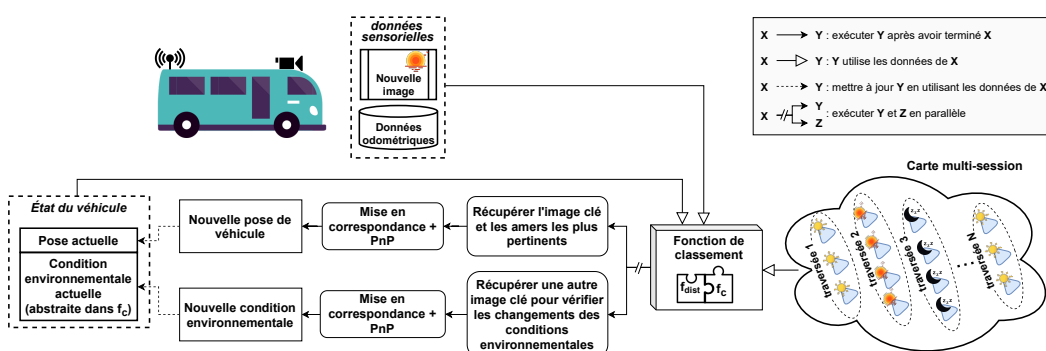 données
sensorielles
Nouvelle
image
Données
odométriques
X Y : exécuter Y après avoir terminé X
X Y : Y utilise les données de X
X Y : mettre à jour Y en utilisant les données de X
X Y
Z : exécuter Y et Z en parallèle
Carte multi-session
traversée 1
traversée 2
traversée 3
traversée N
z z z
Fonction de
classement
f_dist f_c
Récupérer l'image clé
et les amers les plus
pertinents
Mise en
correspondance + PnP
Nouvelle pose de
véhicule
Récupérer une autre
image clé pour vérifier
les changements des
conditions
environnementales
Mise en
correspondance + PnP
Nouvelle condition
environnementale
État du véhicule
Pose actuelle
Condition
environnementale
actuelle
(abstraite dans f_c)